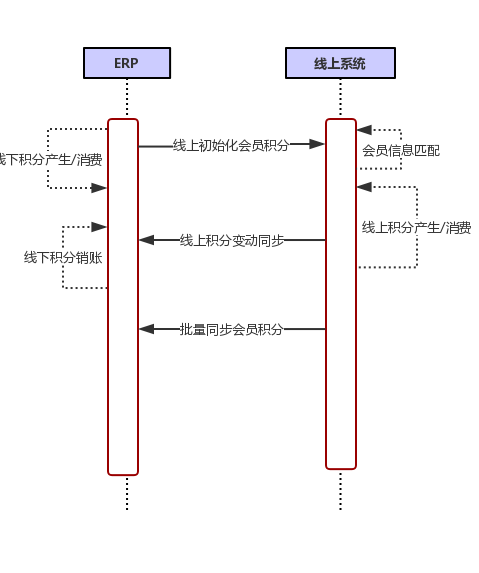 ERP
线上系统
线上初始化会员积分
会员信息匹配
线下积分产生/消费
线上积分产生/消费
线上积分变动同步
线下积分销账
批量同步会员积分